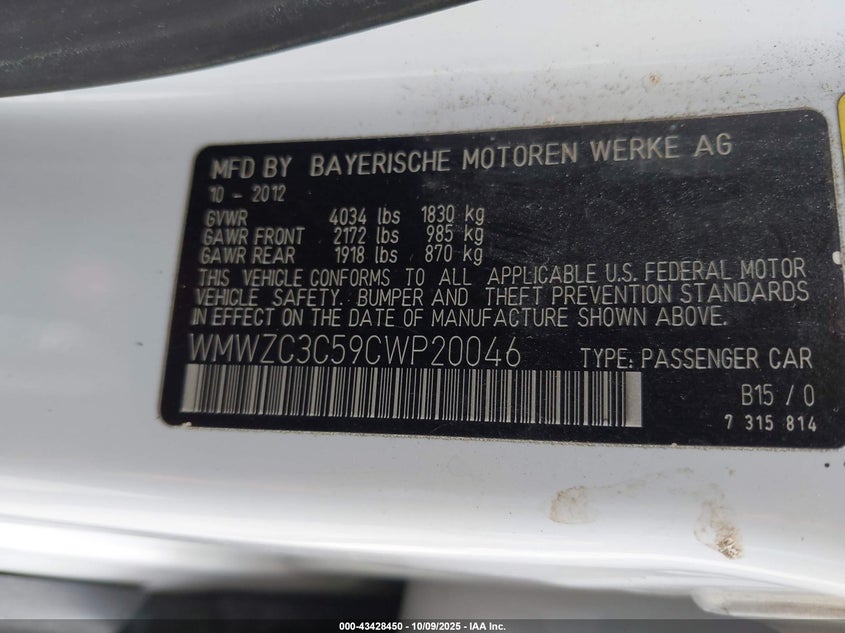 MFD BY BAYERISCHE MOTOREN WERKE AG
10 - 2012
GVWR 4034 lbs 1830 kg
GAWR FRONT 2172 lbs 985 kg
GAWR REAR 1918 lbs 870 kg
THIS VEHICLE CONFORMS TO ALL APPLICABLE U.S. FEDERAL MOTOR
VEHICLE SAFETY, BUMPER AND THEFT PREVENTION STANDARDS
IN EFFECT ON THE DATE OF MANUFACTURE SHOWN ABOVE.
WMWZC3C59CWP20046 TYPE: PASSENGER CAR
B15 / 0
7 315 814
000-43428450 - 10/09/2025 - IAA Inc.